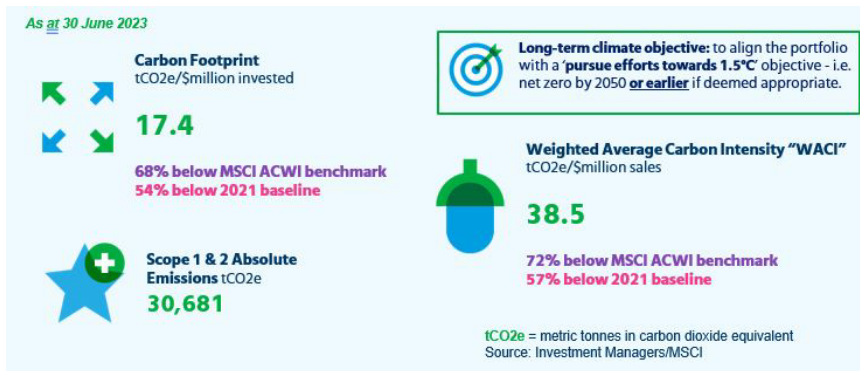 As at 30 June 2023
Carbon Footprint
tCO2e/$million invested
17.4
68% below MSCI ACWI benchmark
54% below 2021 baseline
Scope 1 & 2 Absolute
Emissions tCO2e
30,681
Long-term climate objective: to align the portfolio
with a ‘pursue efforts towards 1.5°C’ objective - i.e.
net zero by 2050 or earlier if deemed appropriate.
Weighted Average Carbon Intensity “WACI”
tCO2e/$million sales
38.5
72% below MSCI ACWI benchmark
57% below 2021 baseline
tCO2e = metric tonnes in carbon dioxide equivalent
Source: Investment Managers/MSCI